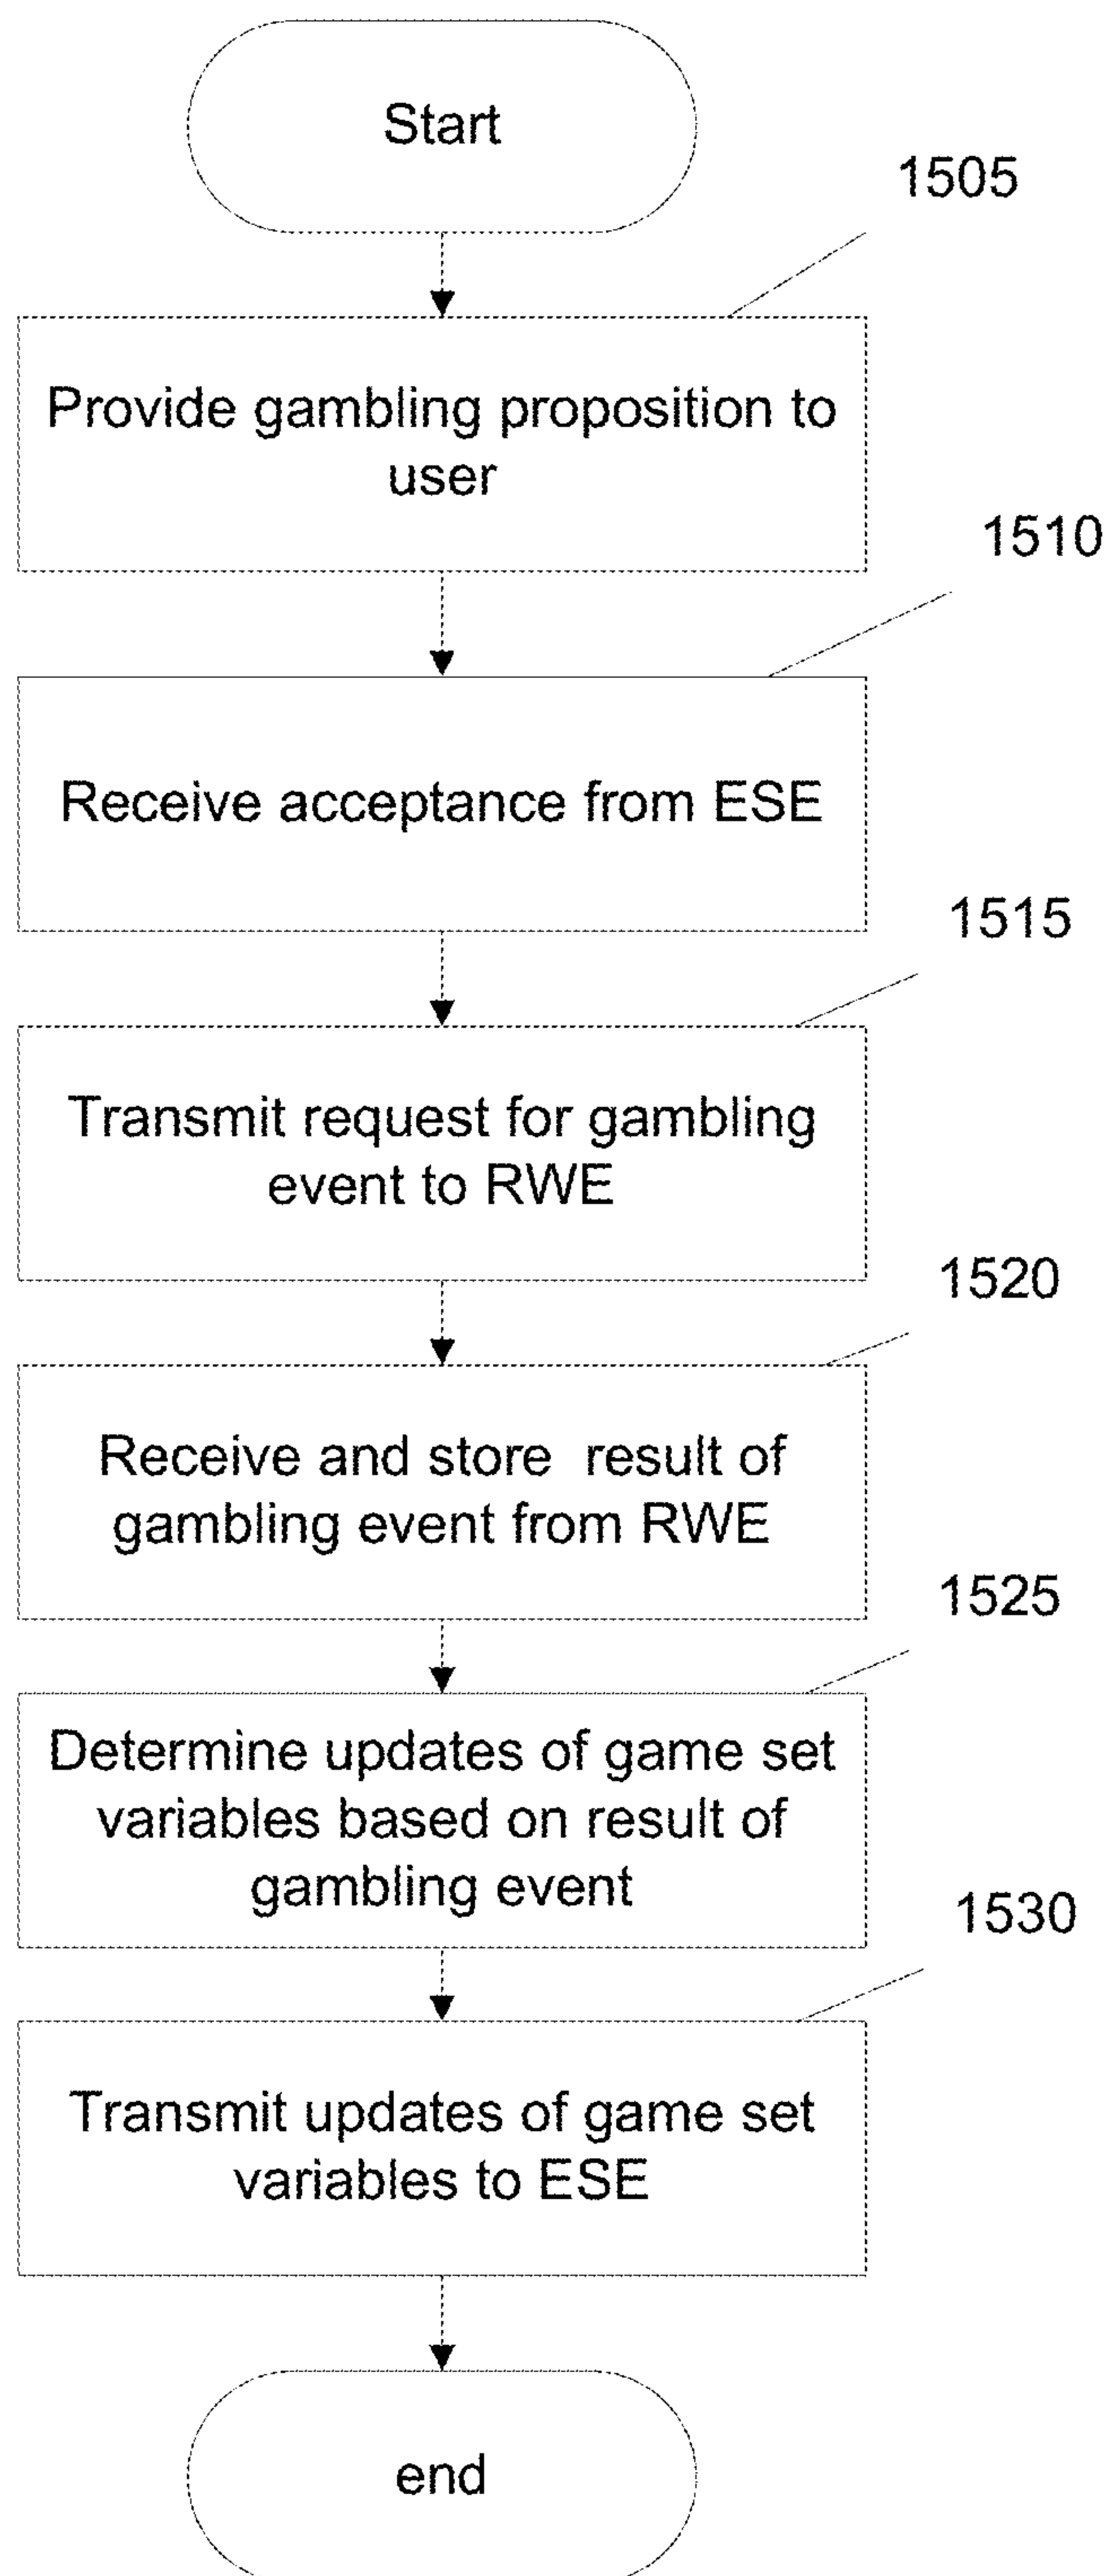 Start
1505
Provide gambling proposition to
user
1510
Receive acceptance from ESE
1515
Transmit request for gambling
event to RWE
1520
Receive and store  result of
gambling event from RWE
1525
Determine updates of game set
variables based on result of
gambling event
1530
Transmit updates of game set
variables to ESE
end